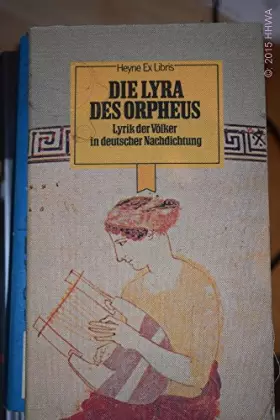 Heyne Ex Libris
DIE LYRA
DES ORPHEUS
Lyrik der Völker
in deutscher Nachdichtung
© 2015 HHWA